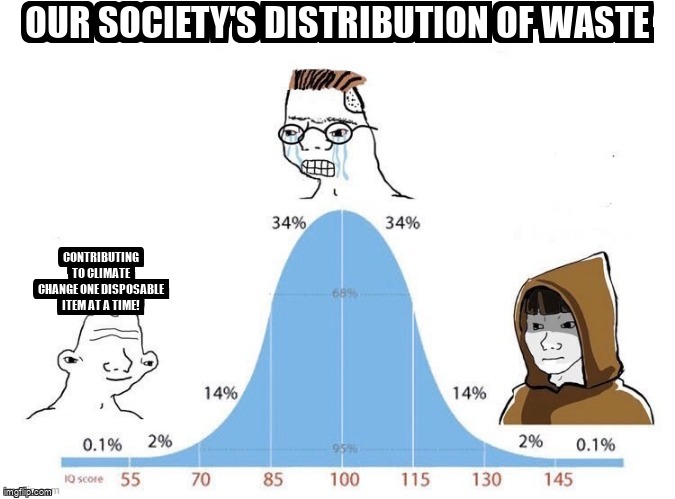 OUR SOCIETY'S DISTRIBUTION OF WASTE
34% 34%
CONTRIBUTING
TO CLIMATE
CHANGE ONE DISPOSABLE
ITEM AT A TIME!
68%
14% 14%
0.1% 2% 95% 2% 0.1%
IQ score 55 70 85 100 115 130 145
imgflip.com